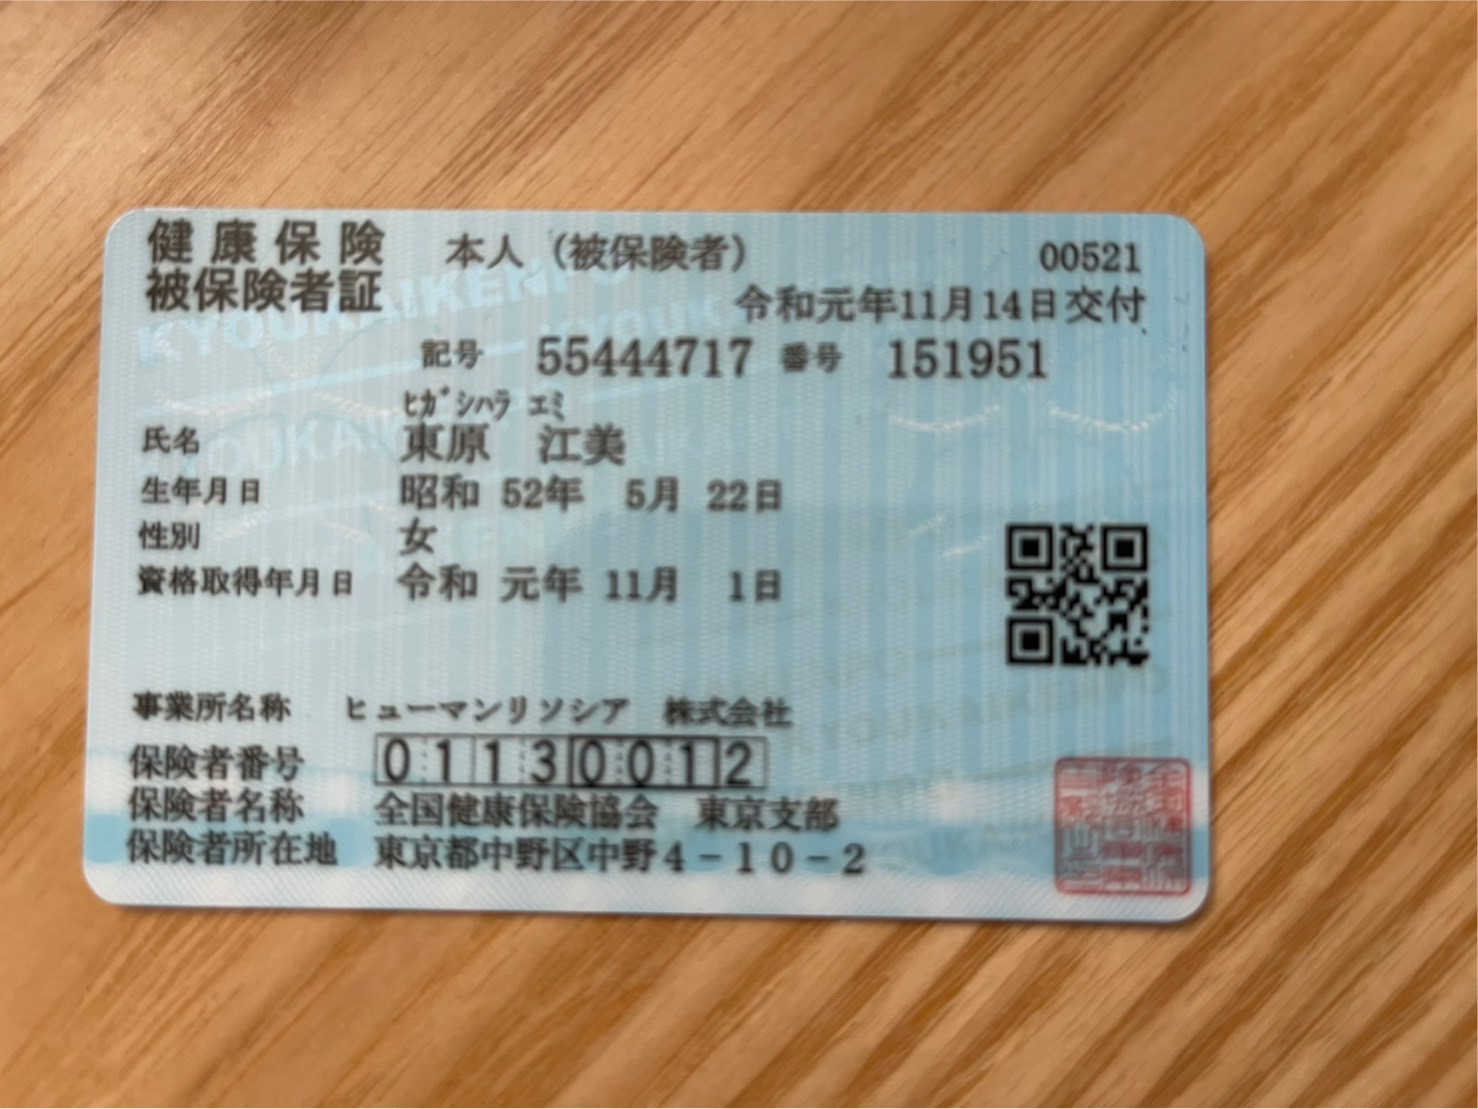 健康保険 本人（被保険者） 00521
被保険者証 令和元年11月14日交付
記号 55444717 番号 151951
ﾋｶﾞｼﾊﾗ ｴﾐ
氏名 東原 江美
生年月日 昭和 52年 5月 22日
性別 女
資格取得年月日 令和 元年 11月 1日
事業所名称 ヒューマンリソシア 株式会社
保険者番号 01130012
保険者名称 全国健康保険協会 東京支部
保険者所在地 東京都中野区中野4-10-2